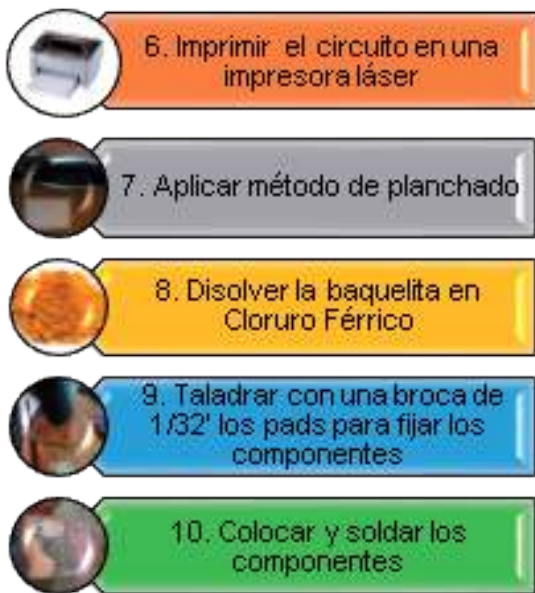 6. Imprimir el circuito en una
impresora láser
7. Aplicar método de planchado
8. Disolver la baquelita en
Cloruro Férrico
9. Taladrar con una broca de
1/32' los pads para fijar los
componentes
10. Colocar y soldar los
componentes